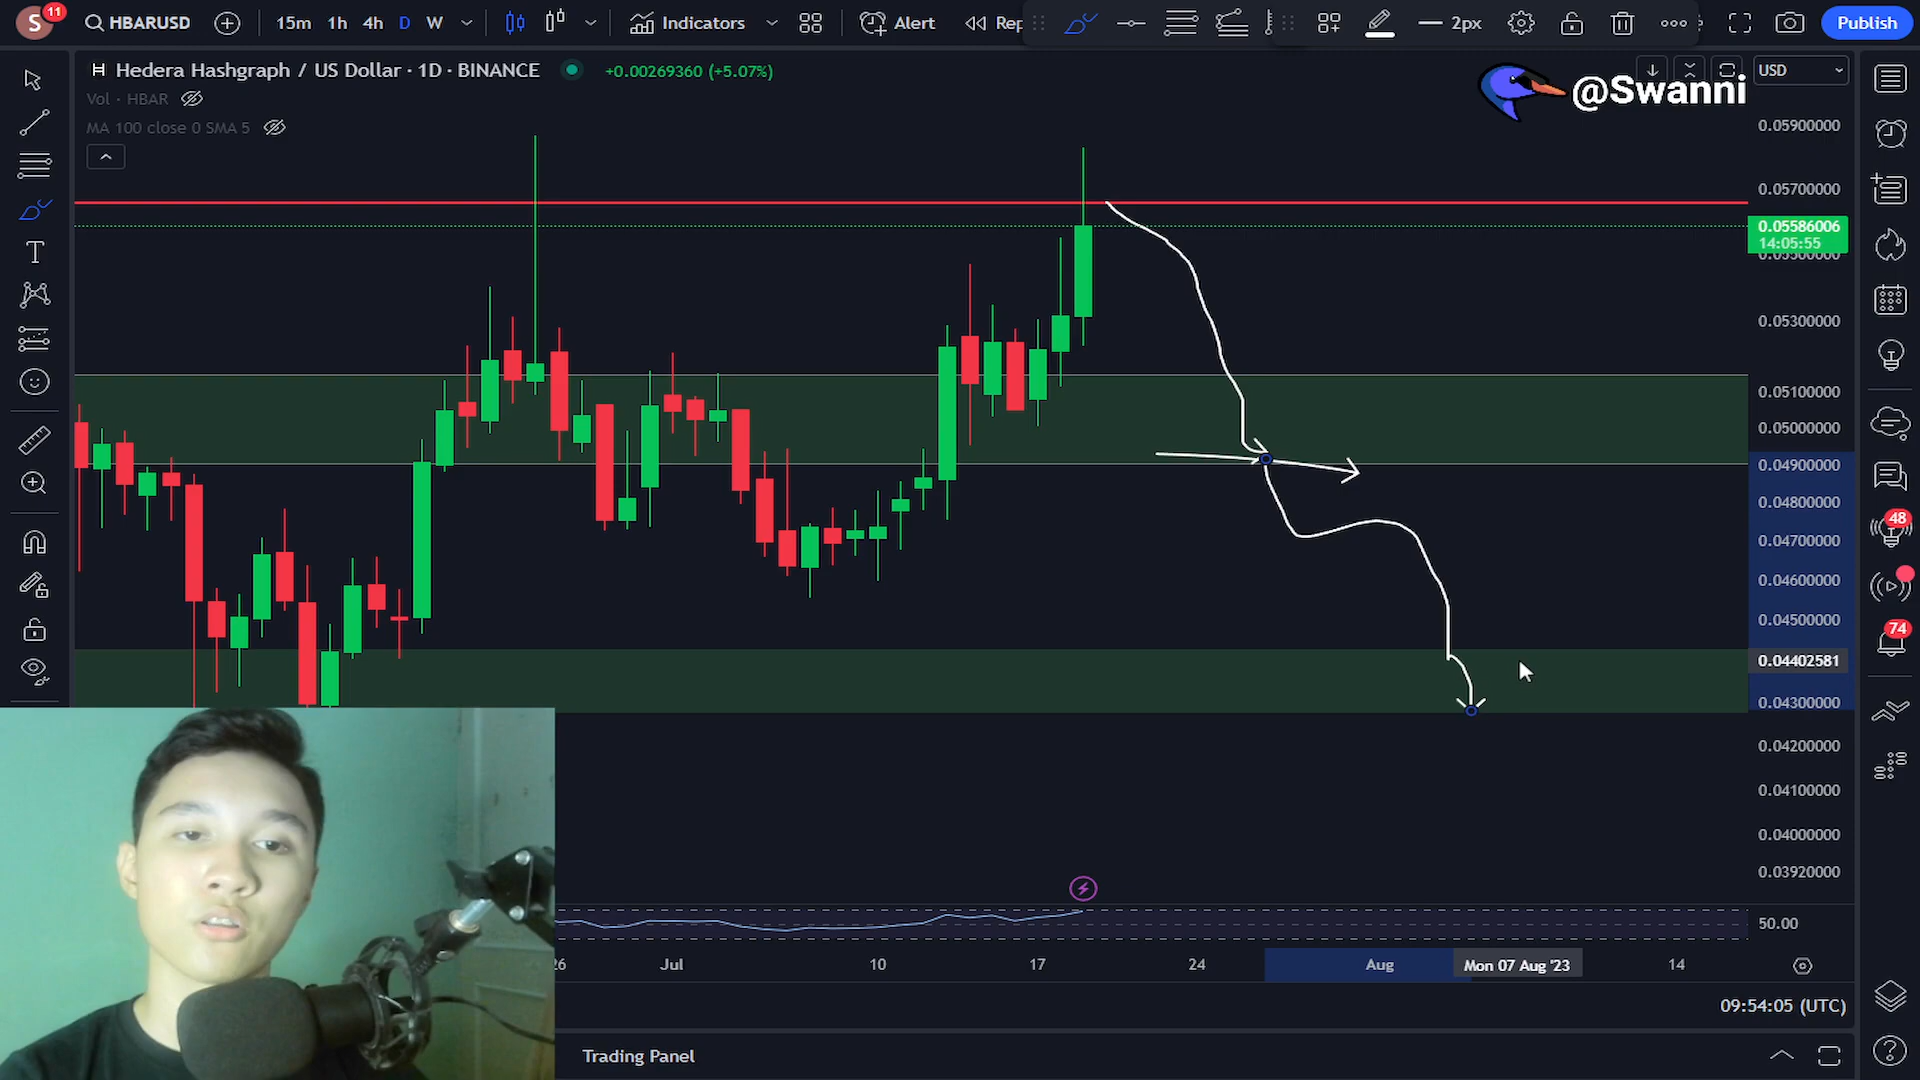 S
11
HBARUSD
15m 1h 4h D W
Indicators
Alert
Rep
2px
Publish
H Hedera Hashgraph / US Dollar · 1D · BINANCE
+0.00269360 (+5.07%)
@Swanni
USD
Vol · HBAR
MA 100 close 0 SMA 5
0.05900000
0.05700000
0.05586006
14:05:55
0.05500000
0.05300000
0.05100000
0.05000000
0.04900000
0.04800000
0.04700000
0.04600000
0.04500000
0.04402581
0.04300000
0.04200000
0.04100000
0.04000000
0.03920000
50.00
48
74
T
26 Jul 10 17 24 Aug Mon 07 Aug '23 14
09:54:05 (UTC)
Trading Panel